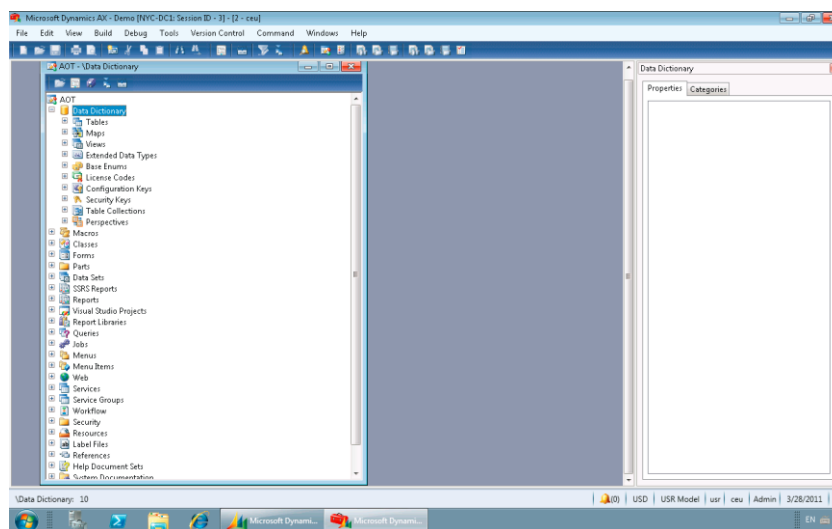 Microsoft Dynamics AX - Demo [NYC-DC1: Session ID - 3] - [2 - ceu]
File Edit View Build Debug Tools Version Control Command Windows Help
AOT - \Data Dictionary
Data Dictionary
Properties Categories
AOT
Data Dictionary
Tables
Maps
Views
Extended Data Types
Base Enums
License Codes
Configuration Keys
Security Keys
Table Collections
Perspectives
Macros
Classes
Forms
Parts
Data Sets
SSRS Reports
Reports
Visual Studio Projects
Report Libraries
Queries
Jobs
Menus
Menu Items
Web
Services
Service Groups
Workflow
Security
Resources
Label Files
References
Help Document Sets
System Documentation
\Data Dictionary: 10
(0) USD USR Model usr ceu Admin 3/28/2011
Microsoft Dynami... Microsoft Dynami... EN